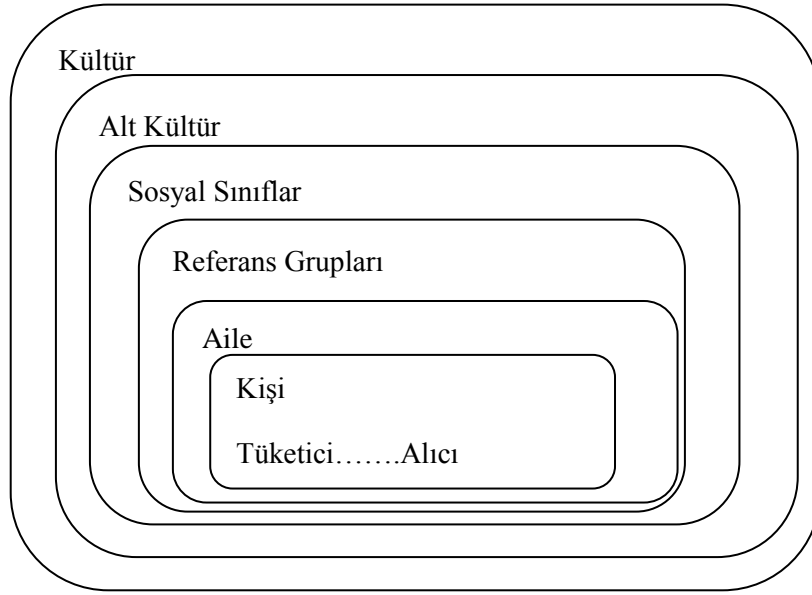 Kültür
Alt Kültür
Sosyal Sınıflar
Referans Grupları
Aile
Kişi
Tüketici…….Alıcı